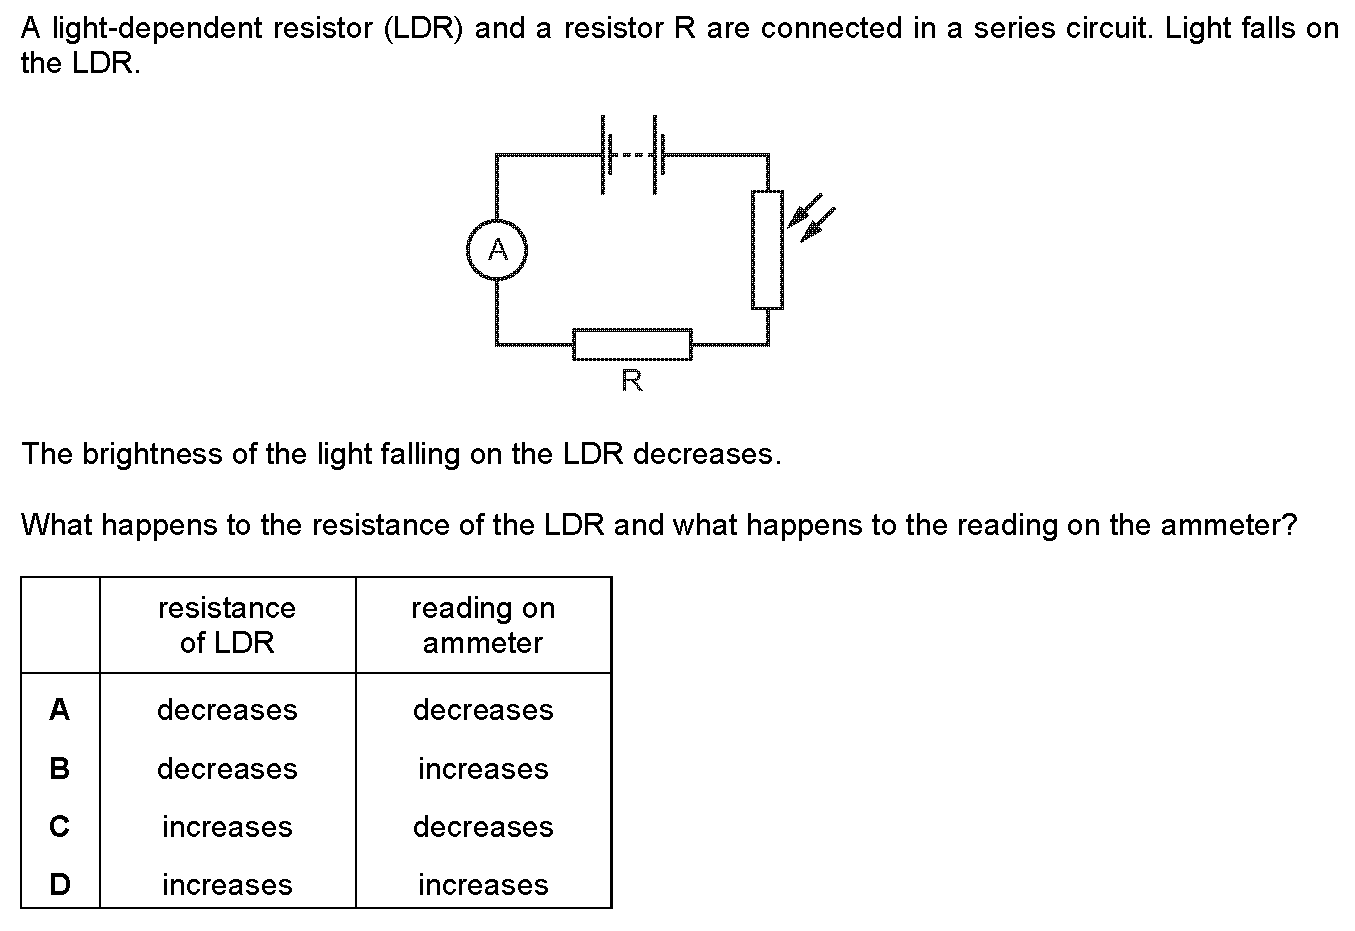 A light-dependent resistor (LDR) and a resistor R are connected in a series circuit. Light falls on
the LDR.
A
R
The brightness of the light falling on the LDR decreases.
What happens to the resistance of the LDR and what happens to the reading on the ammeter?
resistance of LDR reading on ammeter
A decreases decreases
B decreases increases
C increases decreases
D increases increases